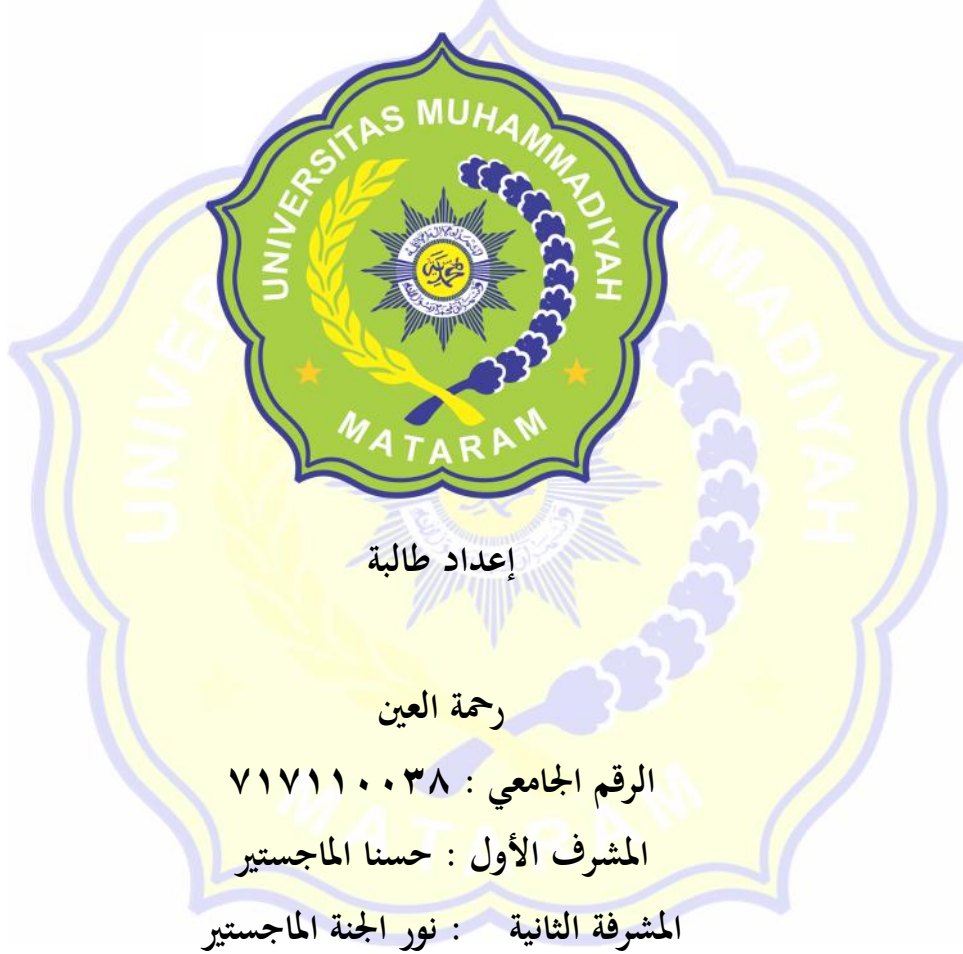 UNIVERSITAS MUHAMMADIYAH
MATARAM
إعداد طالبة
رحمة العين
الرقم الجامعي : ٧١٧١١٠٠٣٨
المشرف الأول : حسنا الماجستير
المشرفة الثانية : نور الجنة الماجستير